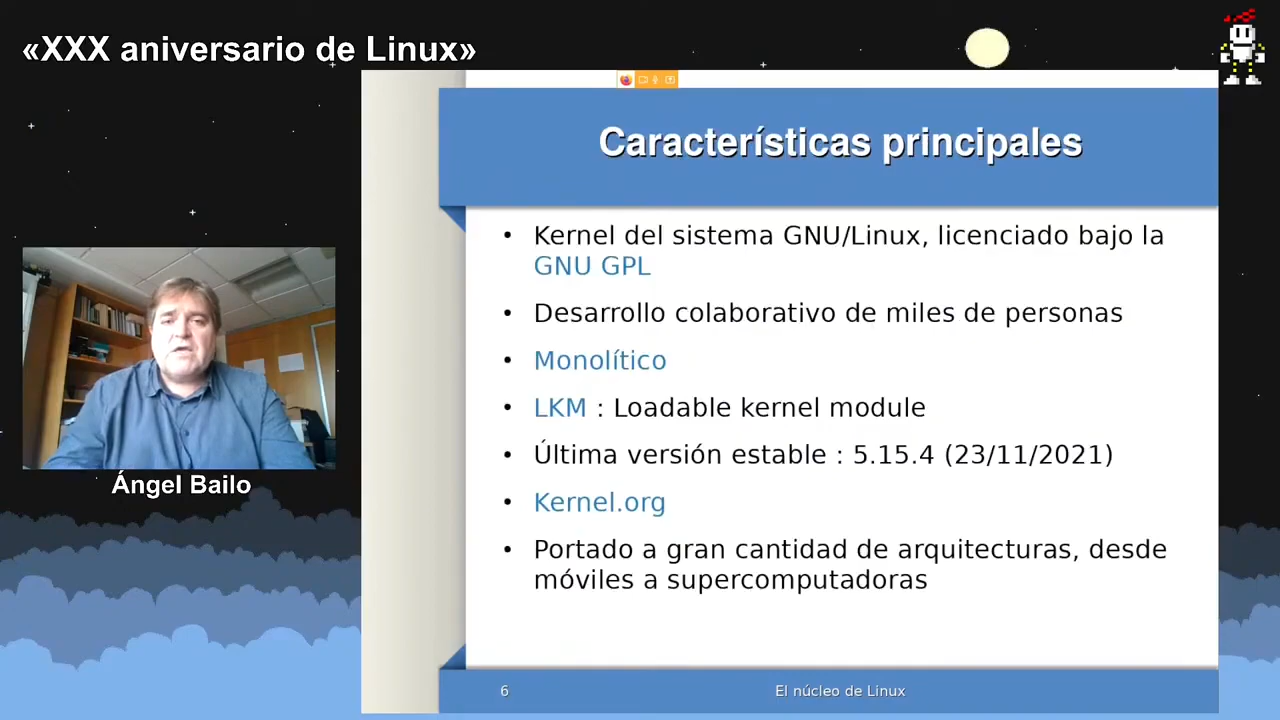 «XXX aniversario de Linux»
Características principales
• Kernel del sistema GNU/Linux, licenciado bajo la
GNU GPL
• Desarrollo colaborativo de miles de personas
• Monolítico
• LKM : Loadable kernel module
• Última versión estable : 5.15.4 (23/11/2021)
• Kernel.org
• Portado a gran cantidad de arquitecturas, desde
móviles a supercomputadoras
Ángel Bailo
6
El núcleo de Linux